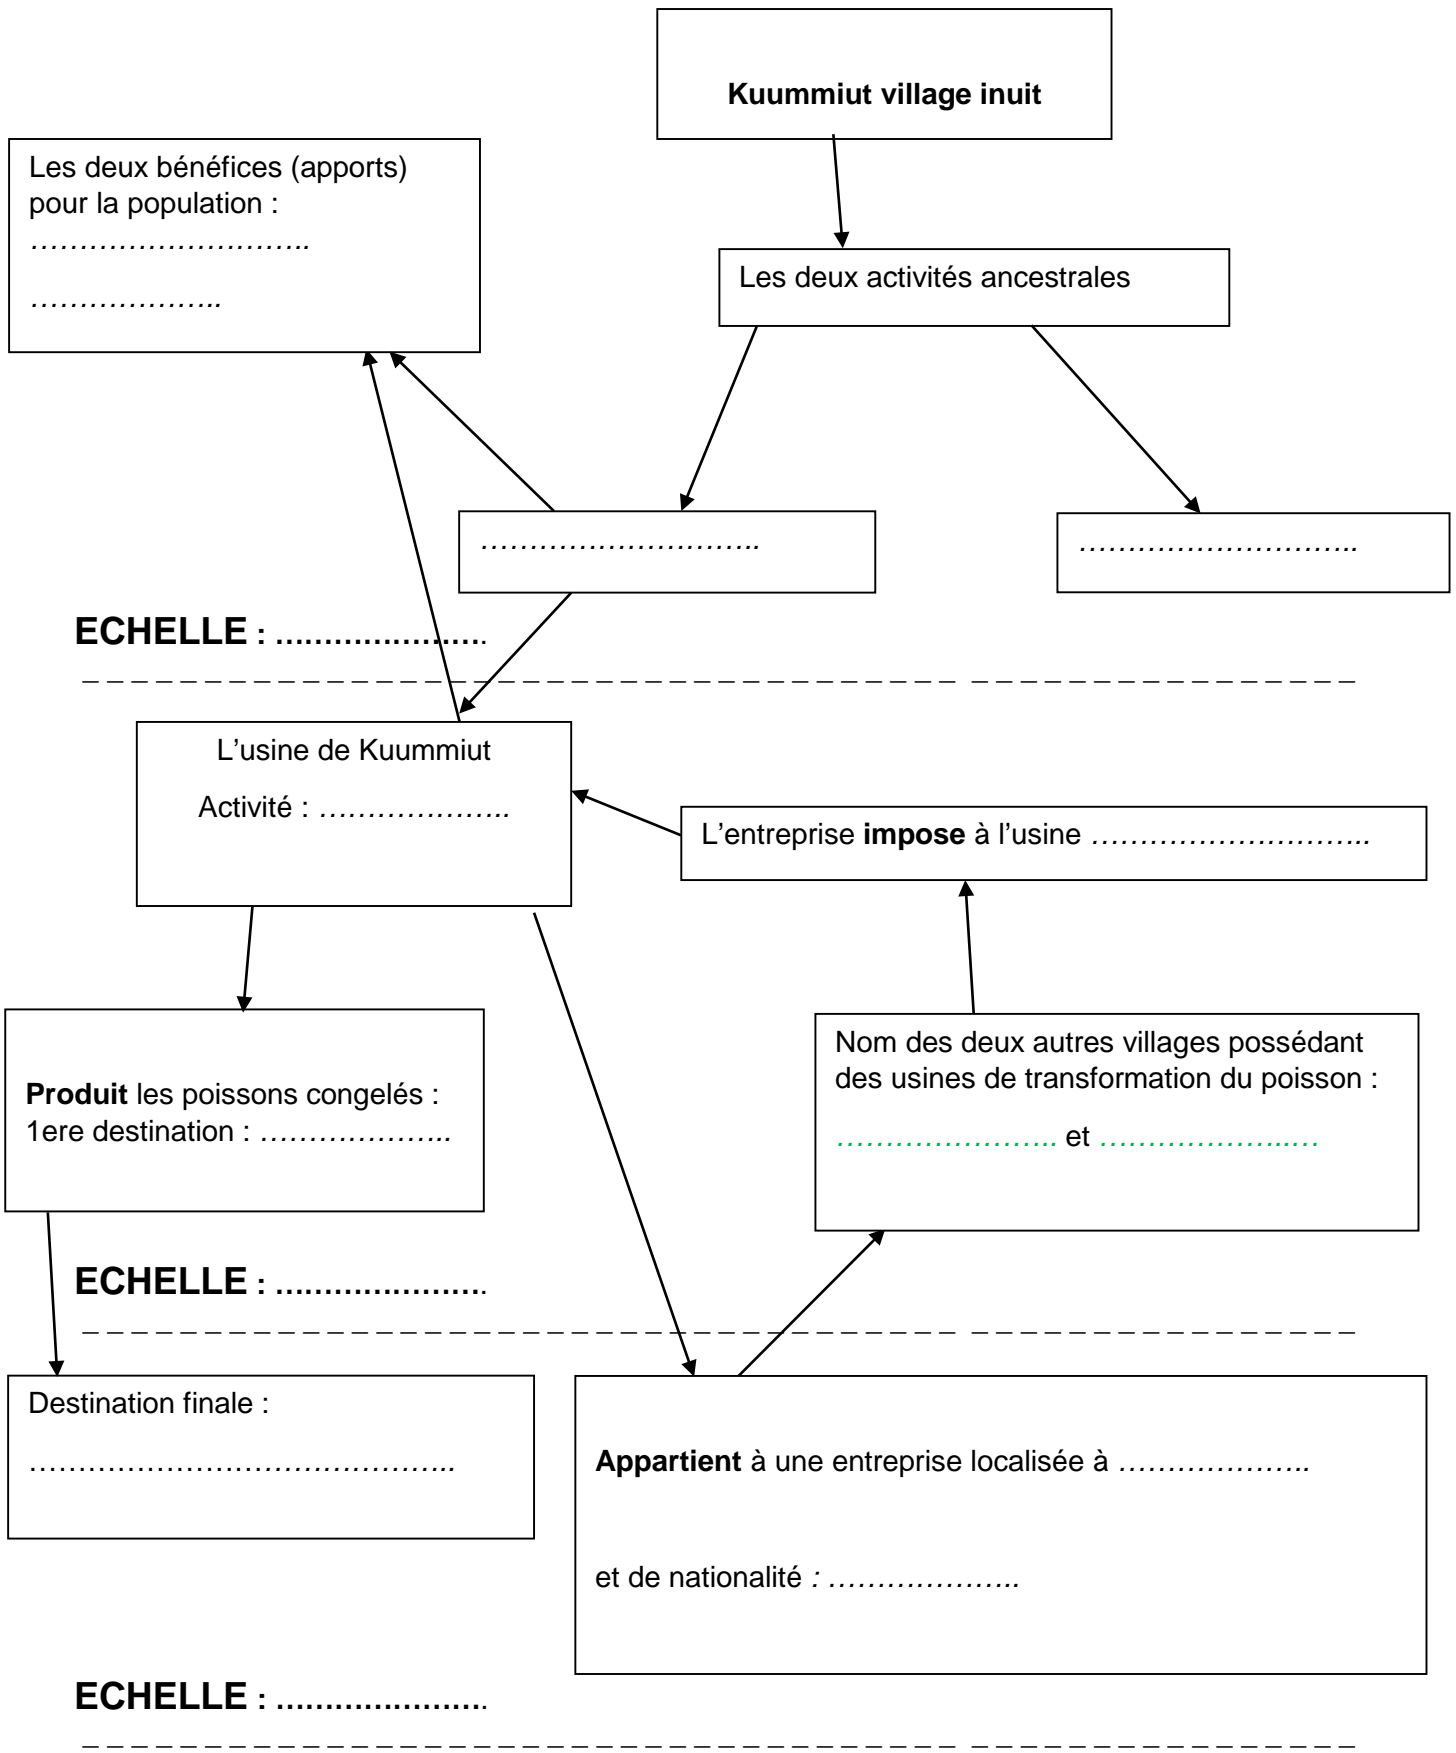 Kuummiut village inuit
Les deux bénéfices (apports)
pour la population :
………………………..
………………..
Les deux activités ancestrales
………………………..
………………………..
ECHELLE : ………………….
L’usine de Kuummiut
Activité : ………………..
L’entreprise impose à l’usine ………………………..
Produit les poissons congelés :
1ere destination : ………………..
Nom des deux autres villages possédant
des usines de transformation du poisson :
………………….. et ………………..…
ECHELLE : ………………….
Destination finale :
……………………………………..
Appartient à une entreprise localisée à ………………..
et de nationalité : ………………..
ECHELLE : ………………….